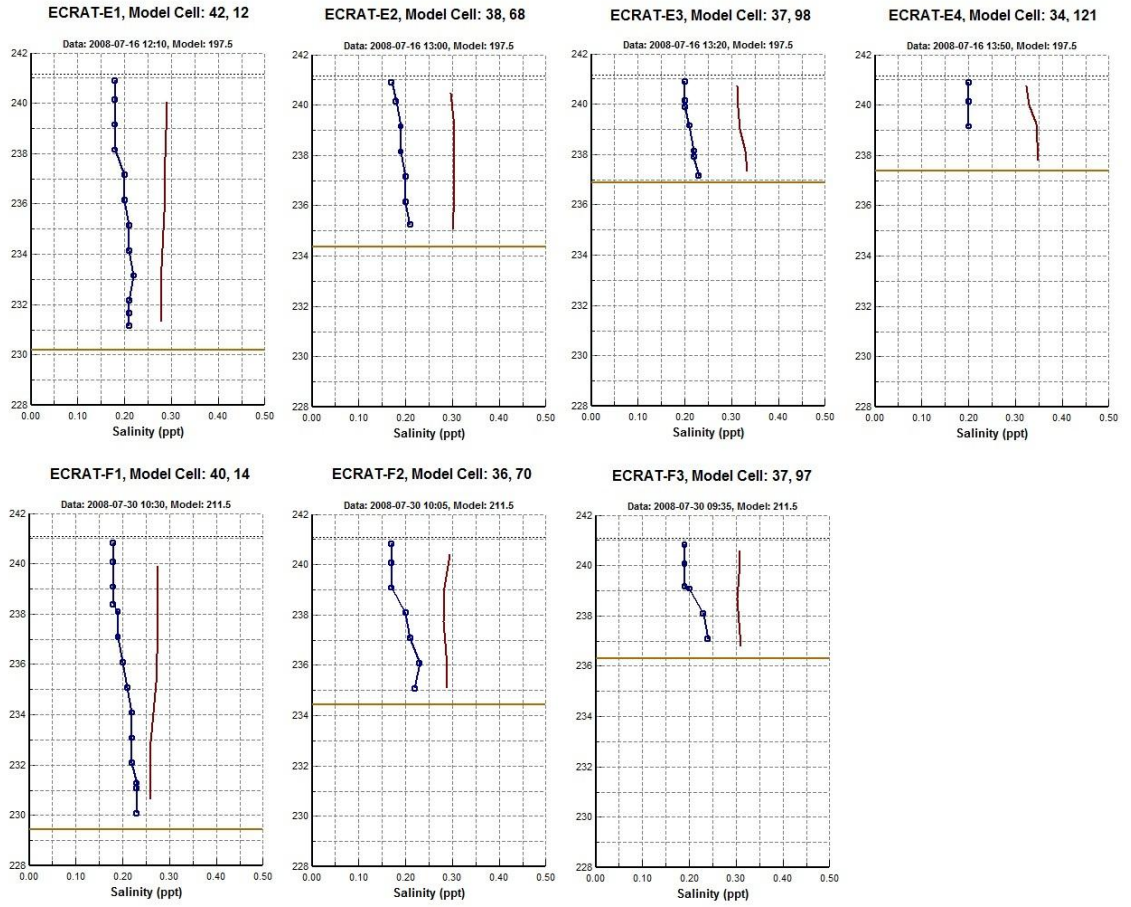 ECRAT-E1, Model Cell: 42, 12
Data: 2008-07-16 12:10, Model: 197.5
242
240
238
236
234
232
230
228
0.00 0.10 0.20 0.30 0.40 0.50
Salinity (ppt)
ECRAT-E2, Model Cell: 38, 68
Data: 2008-07-16 13:00, Model: 197.5
242
240
238
236
234
232
230
228
0.00 0.10 0.20 0.30 0.40 0.50
Salinity (ppt)
ECRAT-E3, Model Cell: 37, 98
Data: 2008-07-16 13:20, Model: 197.5
242
240
238
236
234
232
230
228
0.00 0.10 0.20 0.30 0.40 0.50
Salinity (ppt)
ECRAT-E4, Model Cell: 34, 121
Data: 2008-07-16 13:50, Model: 197.5
242
240
238
236
234
232
230
228
0.00 0.10 0.20 0.30 0.40 0.50
Salinity (ppt)
ECRAT-F1, Model Cell: 40, 14
Data: 2008-07-30 10:30, Model: 211.5
242
240
238
236
234
232
230
228
0.00 0.10 0.20 0.30 0.40 0.50
Salinity (ppt)
ECRAT-F2, Model Cell: 36, 70
Data: 2008-07-30 10:05, Model: 211.5
242
240
238
236
234
232
230
228
0.00 0.10 0.20 0.30 0.40 0.50
Salinity (ppt)
ECRAT-F3, Model Cell: 37, 97
Data: 2008-07-30 09:35, Model: 211.5
242
240
238
236
234
232
230
228
0.00 0.10 0.20 0.30 0.40 0.50
Salinity (ppt)